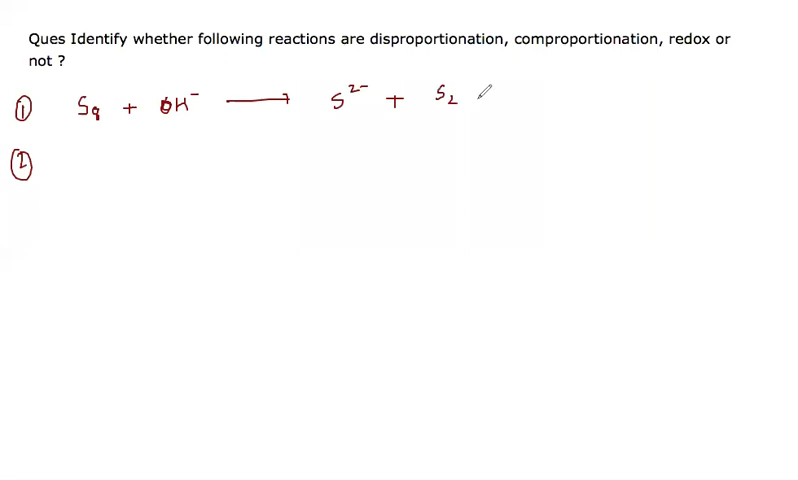 Ques Identify whether following reactions are disproportionation, comproportionation, redox or
not ?
① S₈ + OH⁻ ⟶ S²⁻ + S₂
②